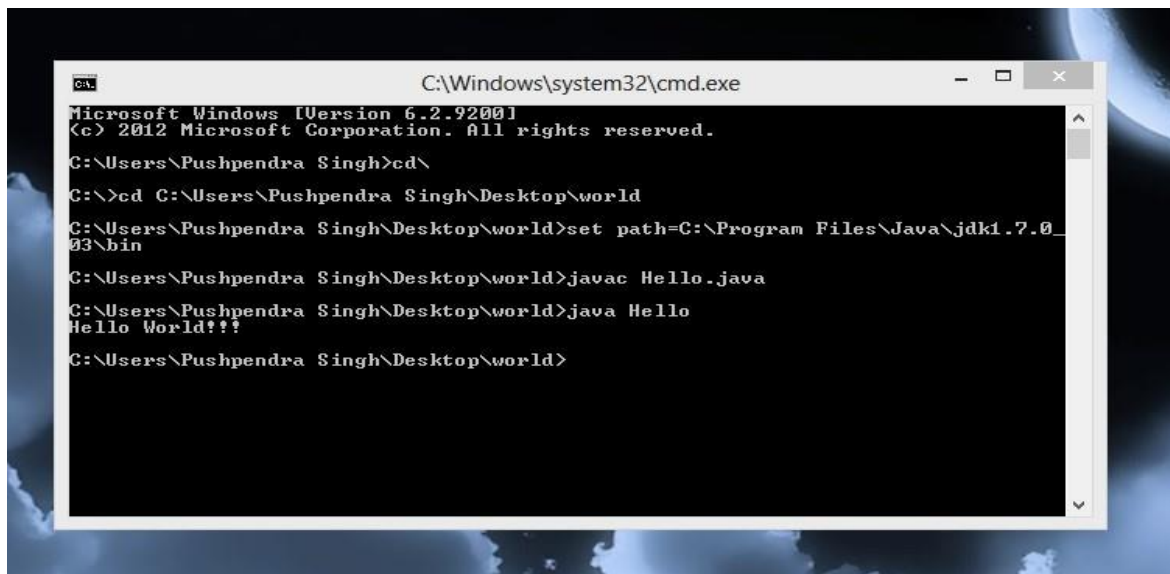 C:\Windows\system32\cmd.exe
Microsoft Windows [Version 6.2.9200]
(c) 2012 Microsoft Corporation. All rights reserved.
C:\Users\Pushpendra Singh>cd\
C:\>cd C:\Users\Pushpendra Singh\Desktop\world
C:\Users\Pushpendra Singh\Desktop\world>set path=C:\Program Files\Java\jdk1.7.0_
03\bin
C:\Users\Pushpendra Singh\Desktop\world>javac Hello.java
C:\Users\Pushpendra Singh\Desktop\world>java Hello
Hello World!!!
C:\Users\Pushpendra Singh\Desktop\world>